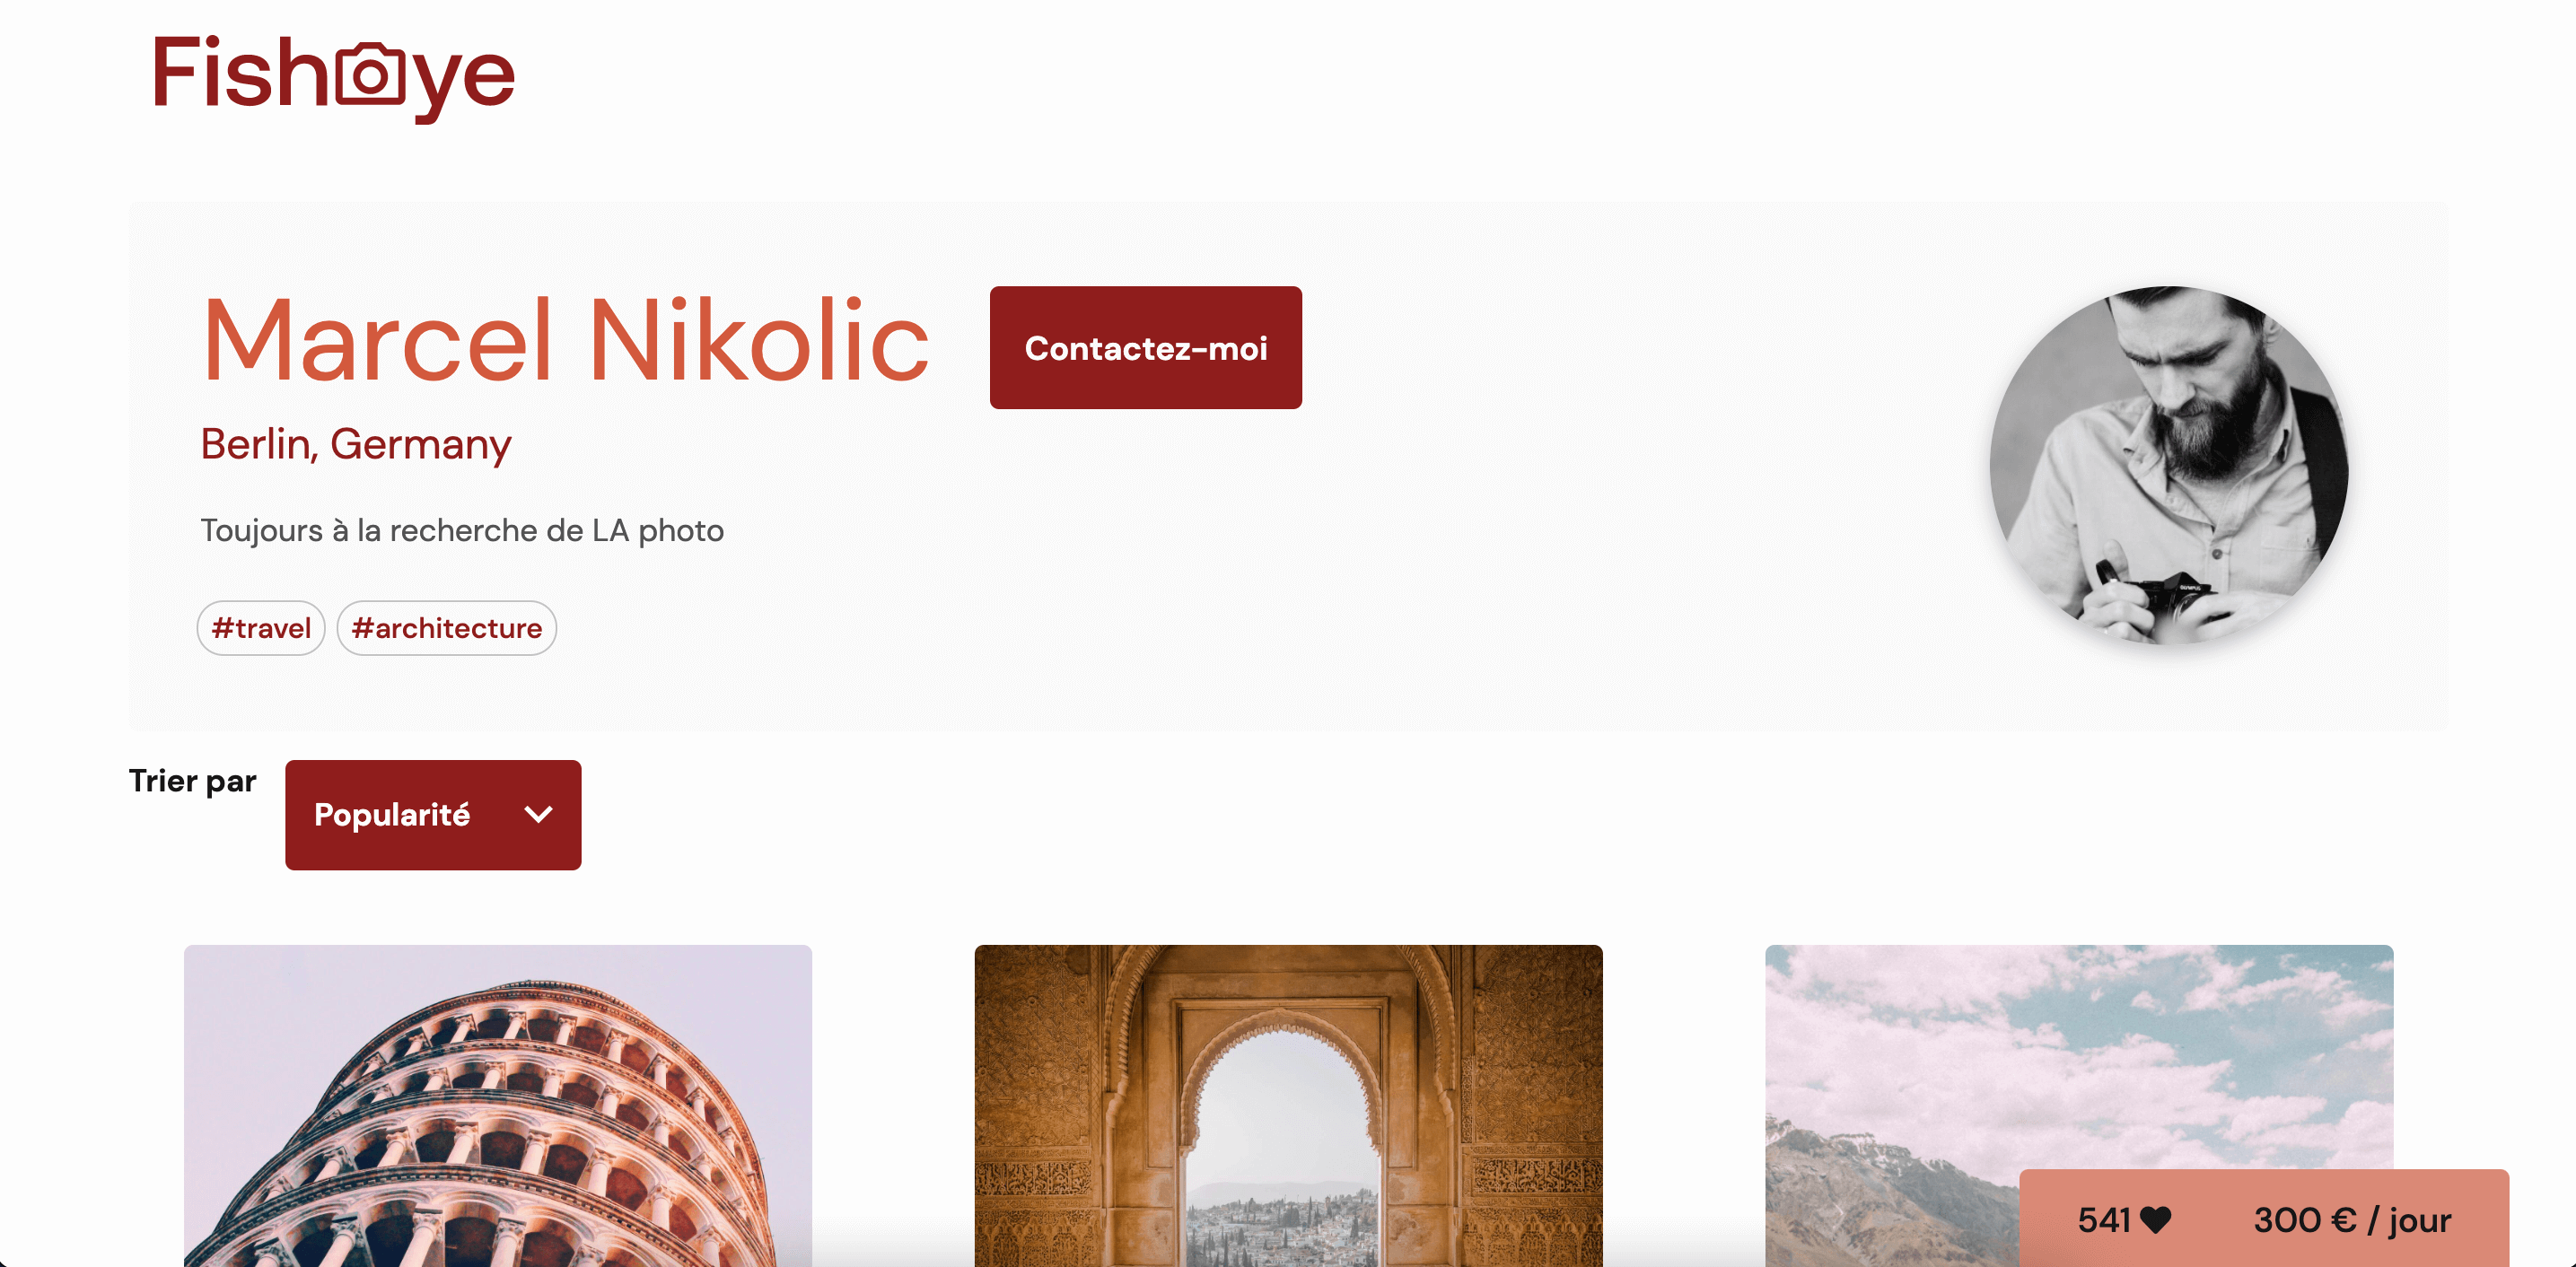 Fisheye
Marcel Nikolic
Contactez-moi
Berlin, Germany
Toujours à la recherche de LA photo
#travel #architecture
Trier par
Popularité
541 ♥ 300 € / jour